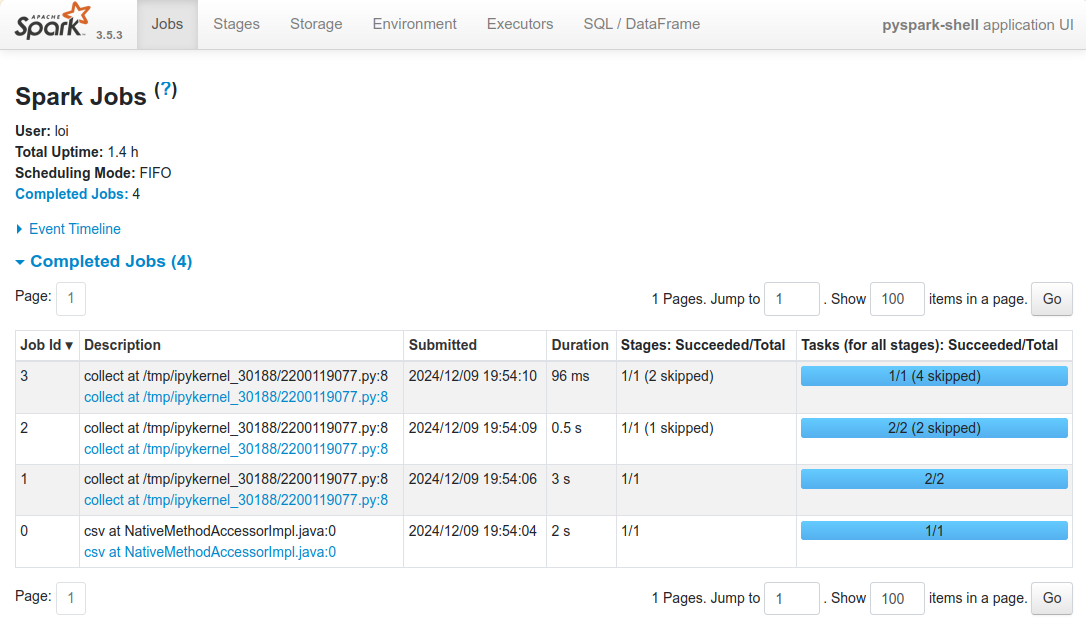 APACHE
Spark 3.5.3 Jobs Stages Storage Environment Executors SQL / DataFrame pyspark-shell application UI
Spark Jobs (?)
User: loi
Total Uptime: 1.4 h
Scheduling Mode: FIFO
Completed Jobs: 4
Event Timeline
Completed Jobs (4)
Page: 1 1 Pages. Jump to 1 . Show 100 items in a page. Go
Job Id ▾ Description Submitted Duration Stages: Succeeded/Total Tasks (for all stages): Succeeded/Total
3 collect at /tmp/ipykernel_30188/2200119077.py:8 2024/12/09 19:54:10 96 ms 1/1 (2 skipped) 1/1 (4 skipped)
collect at /tmp/ipykernel_30188/2200119077.py:8
2 collect at /tmp/ipykernel_30188/2200119077.py:8 2024/12/09 19:54:09 0.5 s 1/1 (1 skipped) 2/2 (2 skipped)
collect at /tmp/ipykernel_30188/2200119077.py:8
1 collect at /tmp/ipykernel_30188/2200119077.py:8 2024/12/09 19:54:06 3 s 1/1 2/2
collect at /tmp/ipykernel_30188/2200119077.py:8
0 csv at NativeMethodAccessorImpl.java:0 2024/12/09 19:54:04 2 s 1/1 1/1
csv at NativeMethodAccessorImpl.java:0
Page: 1 1 Pages. Jump to 1 . Show 100 items in a page. Go